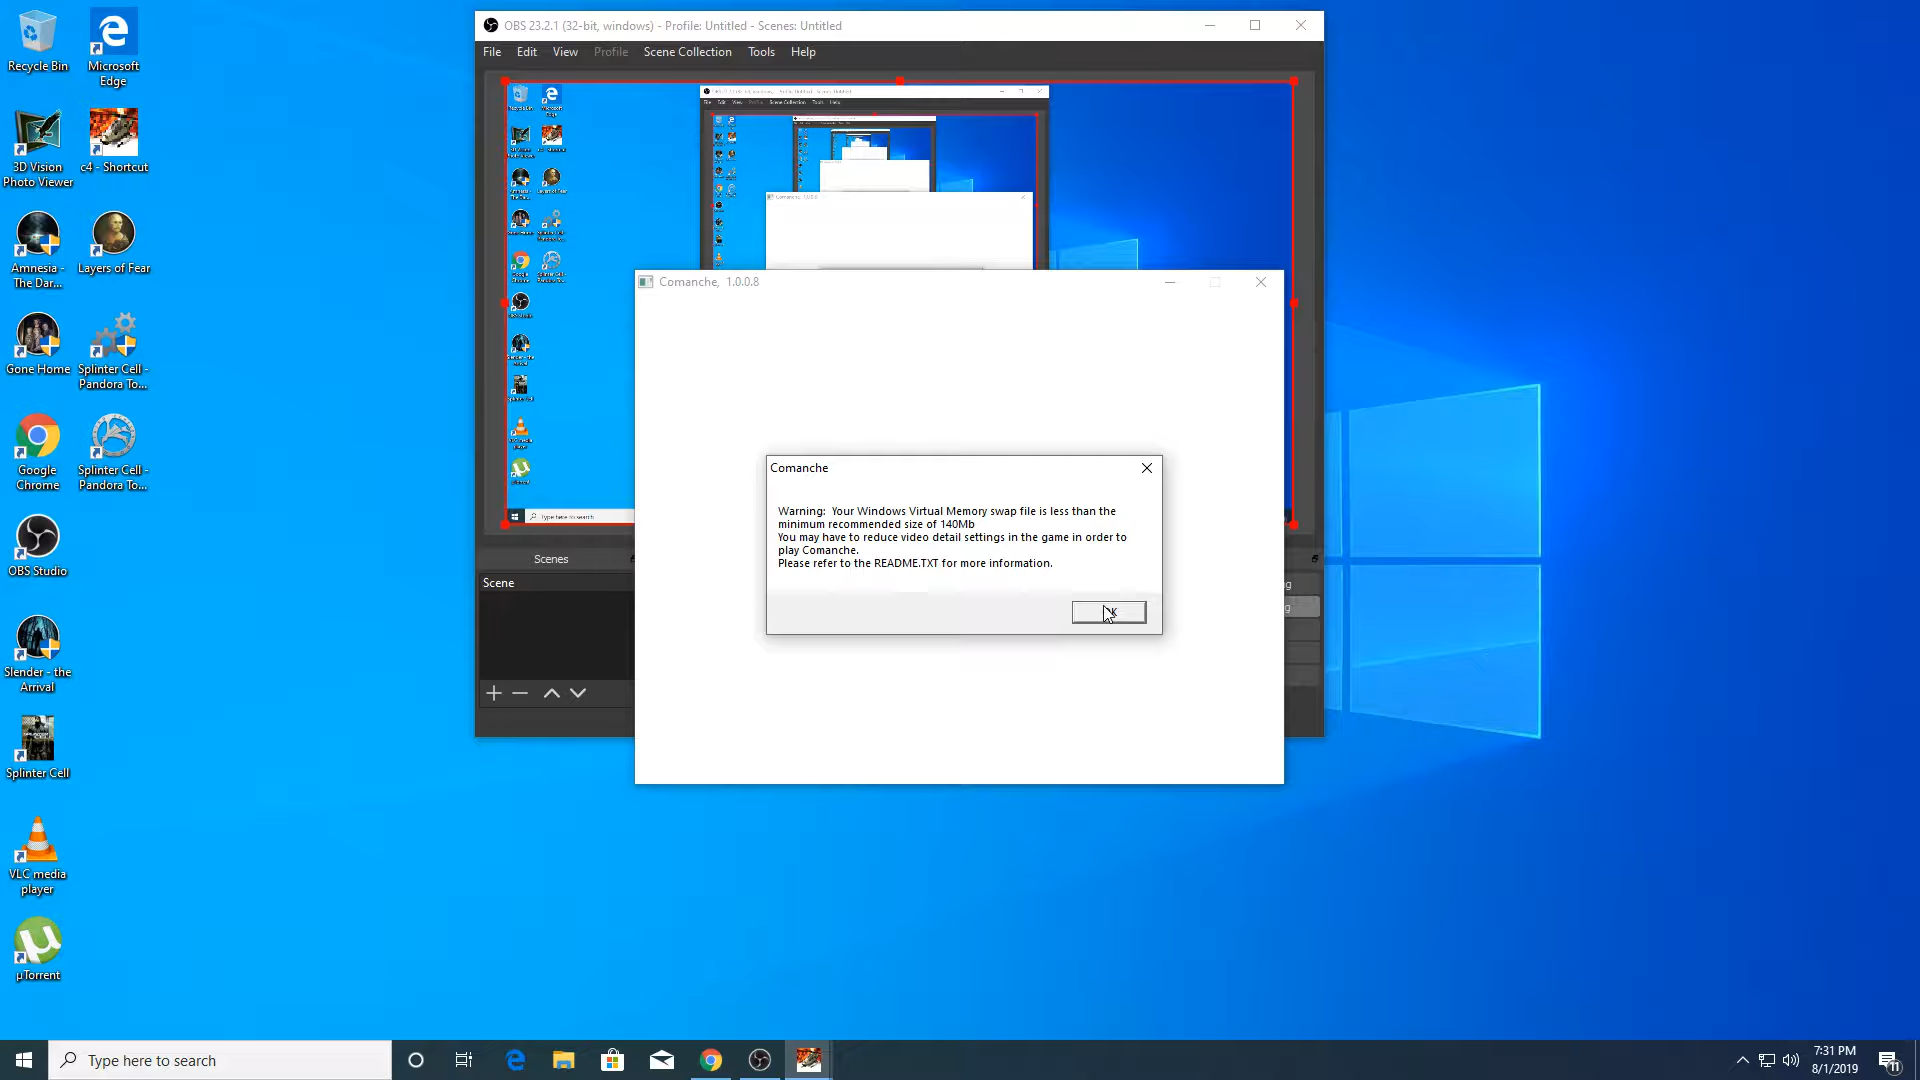 Recycle Bin
Microsoft
Edge
3D Vision
Photo Viewer
c4 - Shortcut
Amnesia -
The Dar...
Layers of Fear
Gone Home
Splinter Cell -
Pandora To...
Google
Chrome
Splinter Cell -
Pandora To...
OBS Studio
Slender - the
Arrival
Splinter Cell
VLC media
player
µTorrent
OBS 23.2.1 (32-bit, windows) - Profile: Untitled - Scenes: Untitled
File Edit View Profile Scene Collection Tools Help
Type here to search
Scenes
Scene
Comanche, 1.0.0.8
Comanche
Warning: Your Windows Virtual Memory swap file is less than the
minimum recommended size of 140Mb
You may have to reduce video detail settings in the game in order to
play Comanche.
Please refer to the README.TXT for more information.
Type here to search
7:31 PM
8/1/2019
11